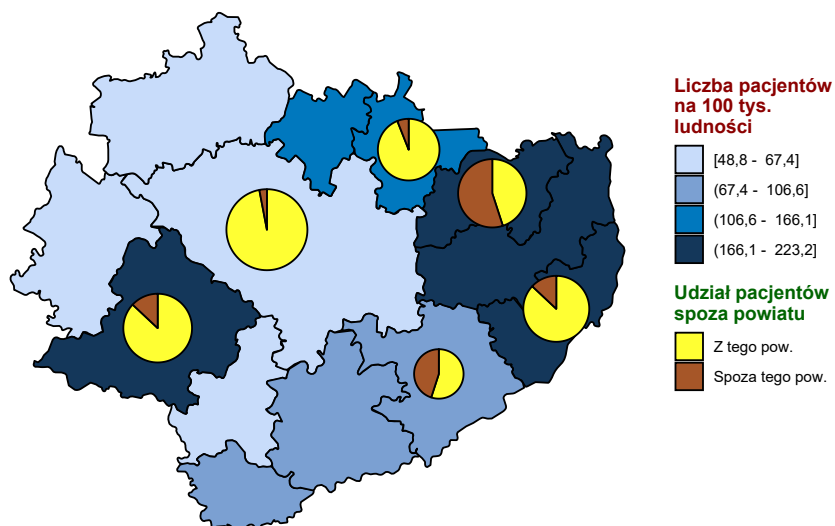 Liczba pacjentów
na 100 tys.
ludności
[48,8 - 67,4]
(67,4 - 106,6]
(106,6 - 166,1]
(166,1 - 223,2]
Udział pacjentów
spoza powiatu
Z tego pow.
Spoza tego pow.